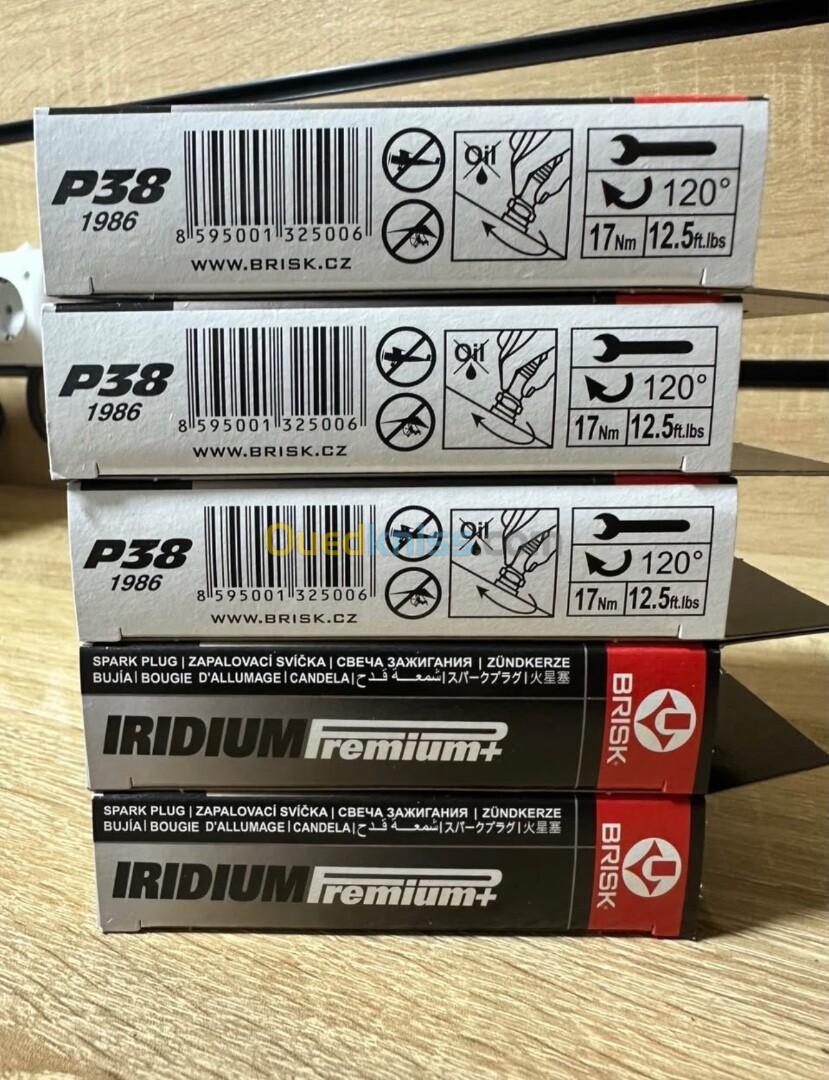 P38
1986
8 595001 325006
WWW.BRISK.CZ
Oil
120°
17Nm 12.5ft.lbs
P38
1986
8 595001 325006
WWW.BRISK.CZ
Oil
120°
17Nm 12.5ft.lbs
P38
1986
8 595001 325006
WWW.BRISK.CZ
Oil
120°
17Nm 12.5ft.lbs
Ouedkniss.com
SPARK PLUG | ZAPALOVACÍ SVÍČKA | СВЕЧА ЗАЖИГАНИЯ | ZÜNDKERZE
BUJÍA | BOUGIE D'ALLUMAGE | CANDELA | شمعة قدح | スパークプラグ | 火星塞
IRIDIUM Premium+
BRISK
SPARK PLUG | ZAPALOVACÍ SVÍČKA | СВЕЧА ЗАЖИГАНИЯ | ZÜNDKERZE
BUJÍA | BOUGIE D'ALLUMAGE | CANDELA | شمعة قدح | スパークプラグ | 火星塞
IRIDIUM Premium+
BRISK